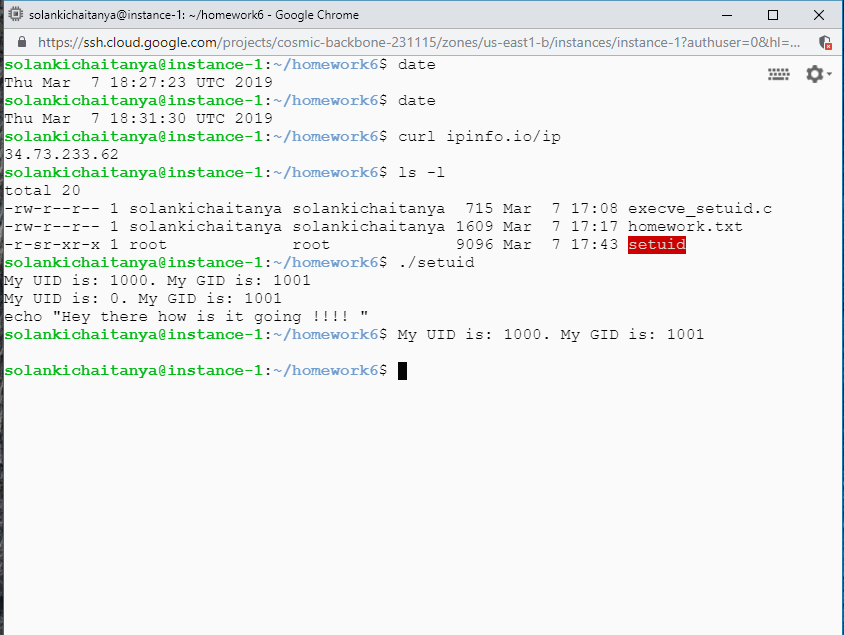 solankichaitanya@instance-1: ~/homework6 - Google Chrome
https://ssh.cloud.google.com/projects/cosmic-backbone-231115/zones/us-east1-b/instances/instance-1?authuser=0&hl=...
solankichaitanya@instance-1:~/homework6$ date
Thu Mar  7 18:27:23 UTC 2019
solankichaitanya@instance-1:~/homework6$ date
Thu Mar  7 18:31:30 UTC 2019
solankichaitanya@instance-1:~/homework6$ curl ipinfo.io/ip
34.73.233.62
solankichaitanya@instance-1:~/homework6$ ls -l
total 20
-rw-r--r-- 1 solankichaitanya solankichaitanya  715 Mar  7 17:08 execve_setuid.c
-rw-r--r-- 1 solankichaitanya solankichaitanya 1609 Mar  7 17:17 homework.txt
-r-sr-xr-x 1 root             root             9096 Mar  7 17:43 setuid
solankichaitanya@instance-1:~/homework6$ ./setuid
My UID is: 1000. My GID is: 1001
My UID is: 0. My GID is: 1001
echo "Hey there how is it going !!!! "
solankichaitanya@instance-1:~/homework6$ My UID is: 1000. My GID is: 1001
solankichaitanya@instance-1:~/homework6$